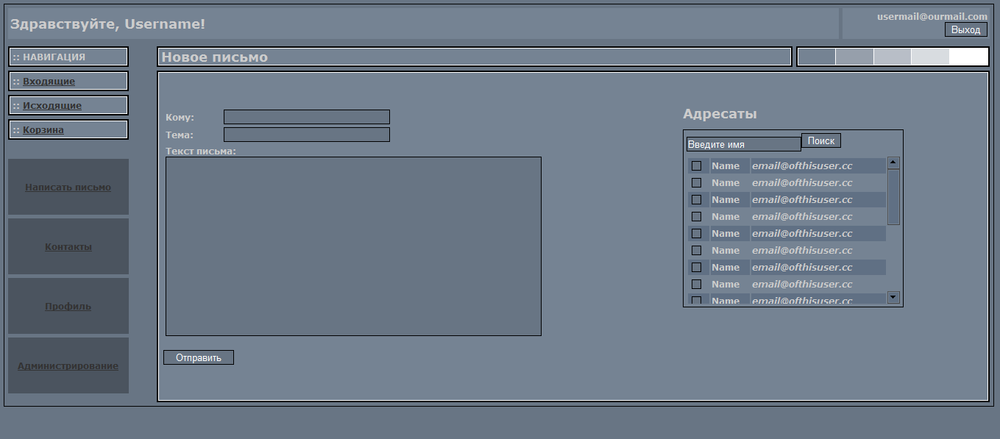 Здравствуйте, Username!
usermail@ourmail.com
Выход
:: НАВИГАЦИЯ
:: Входящие
:: Исходящие
:: Корзина
Написать письмо
Контакты
Профиль
Администрирование
Новое письмо
Кому:
Тема:
Текст письма:
Отправить
Адресаты
Введите имя Поиск
Name email@ofthisuser.cc
Name email@ofthisuser.cc
Name email@ofthisuser.cc
Name email@ofthisuser.cc
Name email@ofthisuser.cc
Name email@ofthisuser.cc
Name email@ofthisuser.cc
Name email@ofthisuser.cc
Name email@ofthisuser.cc